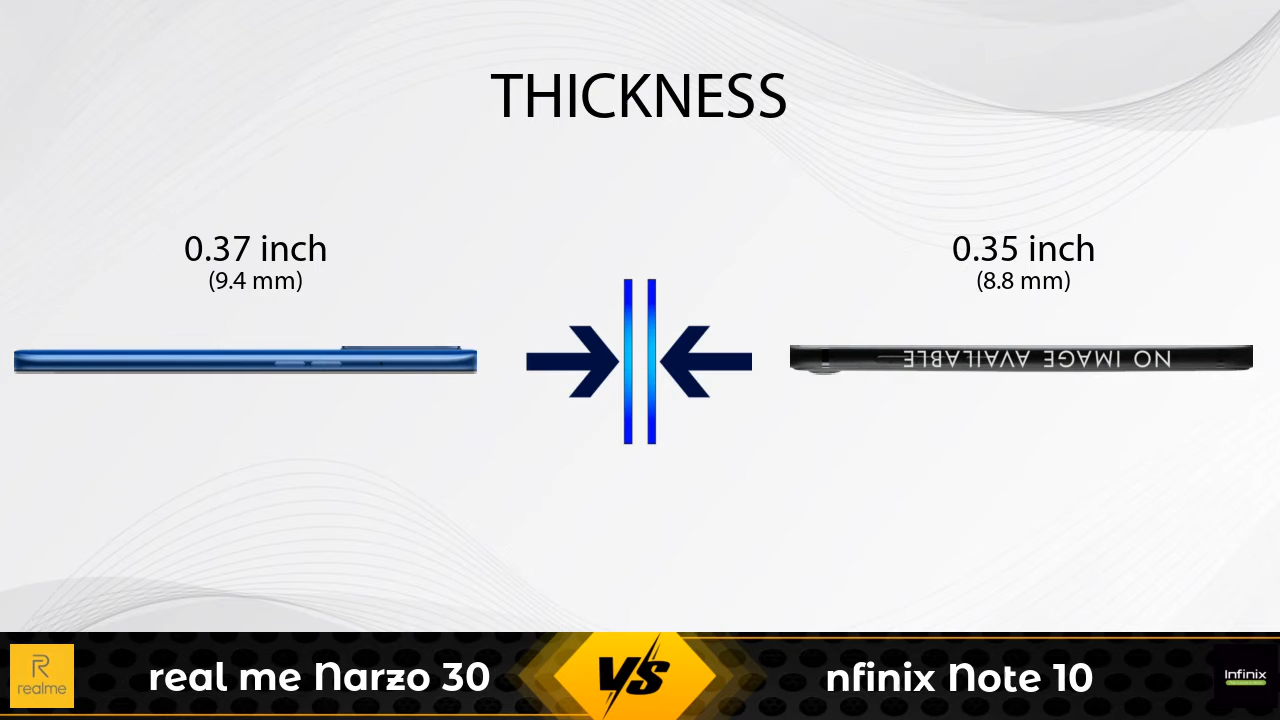 THICKNESS
0.37 inch
(9.4 mm)
0.35 inch
(8.8 mm)
NO IMAGE AVAILABLE
R
realme
real me Narzo 30
VS
nfinix Note 10
Infinix